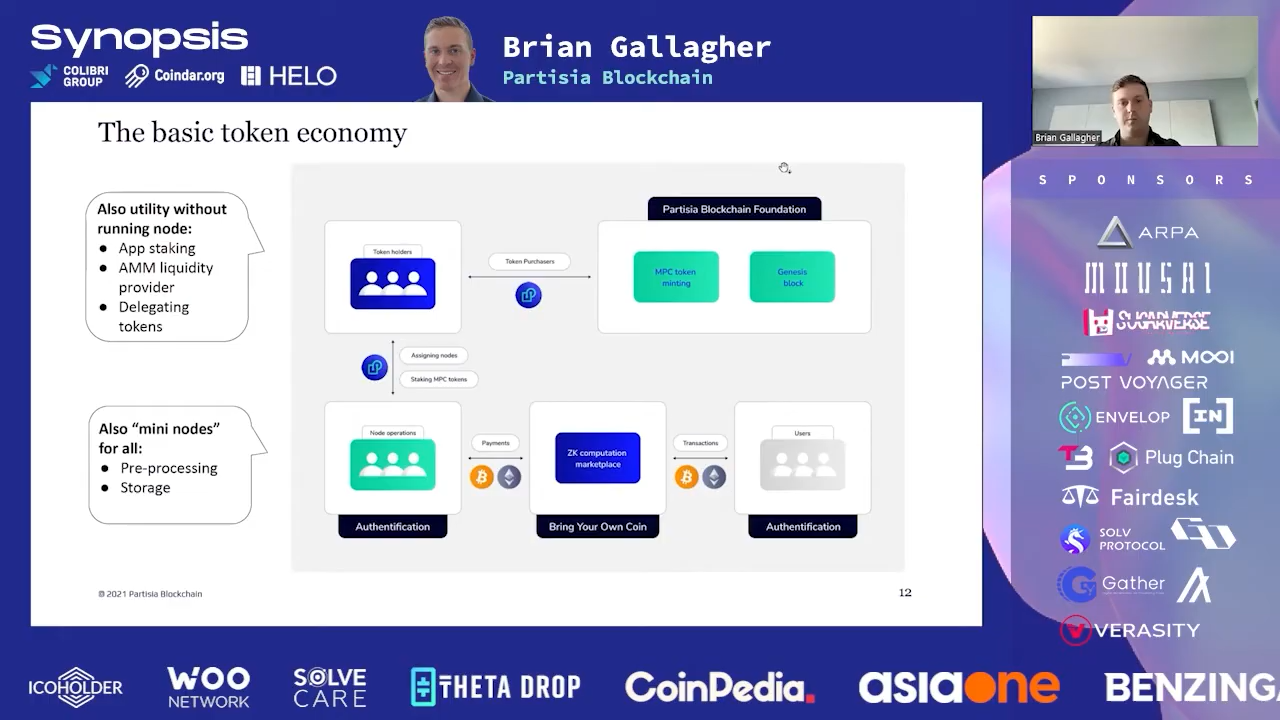 Synopsis
COLIBRI
GROUP
Coindar.org
HELO
Brian Gallagher
Partisia Blockchain
Brian Gallagher
The basic token economy
Also utility without
running node:
● App staking
● AMM liquidity
provider
● Delegating
tokens
Also “mini nodes”
for all:
● Pre-processing
● Storage
Token holders
Token Purchasers
Partisia Blockchain Foundation
MPC token
minting
Genesis
block
Assigning nodes
Staking MPC tokens
Node operations
Payments
ZK computation
marketplace
Transactions
Users
Authentification
Bring Your Own Coin
Authentification
© 2021 Partisia Blockchain
12
SPONSORS
ARPA
SUGARVERSE
MOOI
POST VOYAGER
ENVELOP
[IN]
Plug Chain
Fairdesk
SOLV
PROTOCOL
Gather
VERASITY
ICOHOLDER
WOO
NETWORK
SOLVE
CARE
THETA DROP
CoinPedia.
asiaone
BENZINGA